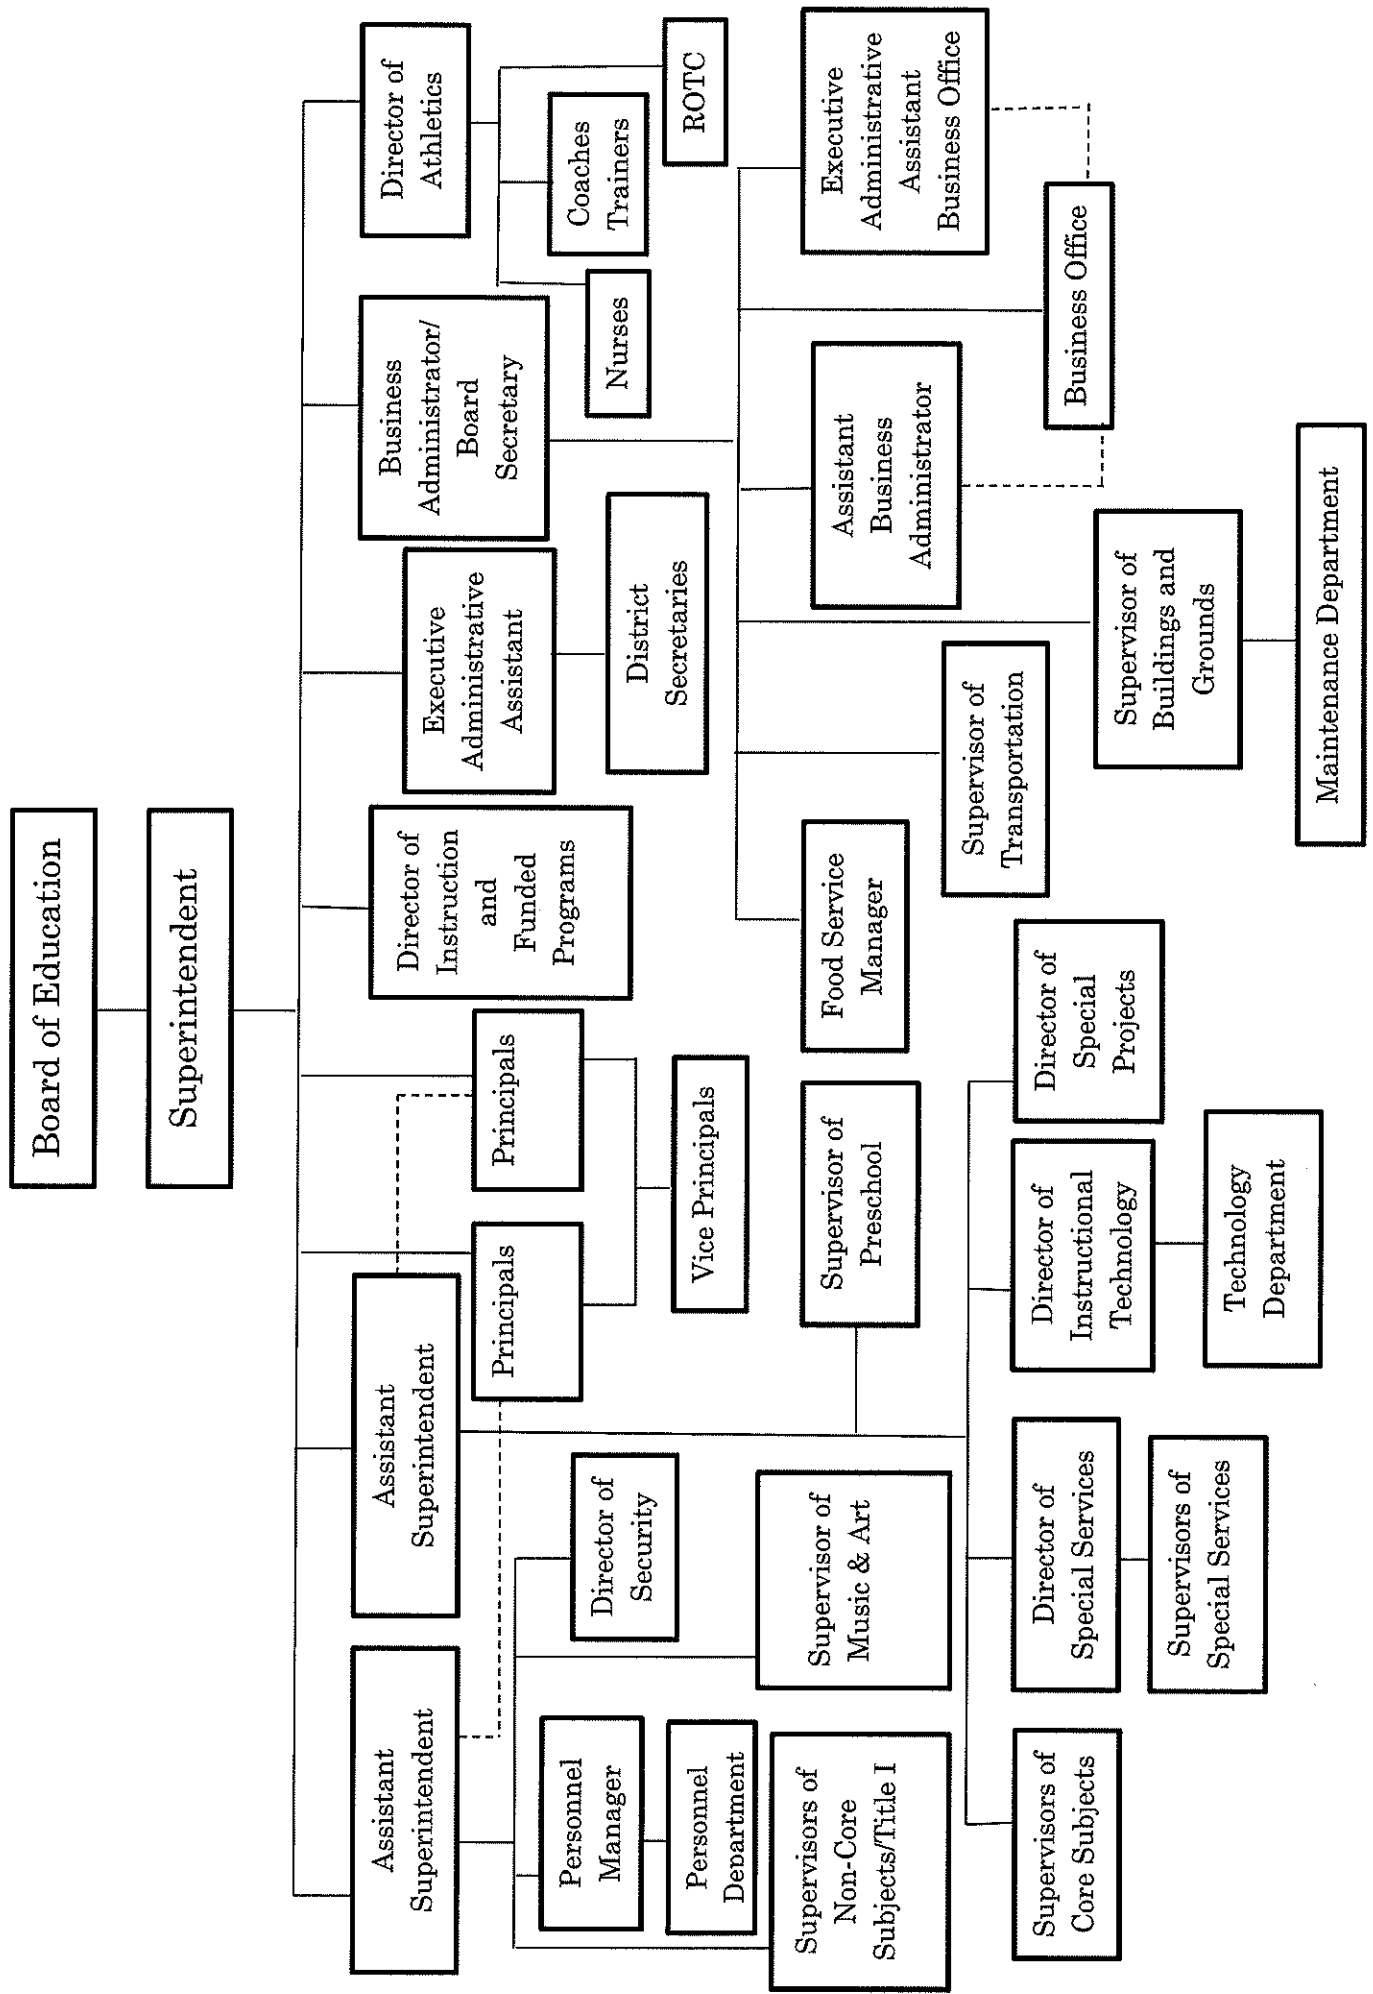 Board of Education
Superintendent
Assistant
Superintendent
Assistant
Superintendent
Principals
Principals
Vice Principals
Director of
Instruction
and
Funded
Programs
Executive
Administrative
Assistant
District
Secretaries
Business
Administrator/
Board
Secretary
Director of
Athletics
Nurses
Coaches
Trainers
ROTC
Personnel
Manager
Personnel
Department
Supervisors of
Non-Core
Subjects/Title I
Director of
Security
Supervisor of
Music & Art
Supervisor of
Preschool
Supervisors of
Core Subjects
Director of
Special Services
Supervisors of
Special Services
Director of
Instructional
Technology
Technology
Department
Director of
Special
Projects
Food Service
Manager
Supervisor of
Transportation
Supervisor of
Buildings and
Grounds
Maintenance Department
Assistant
Business
Administrator
Business Office
Executive
Administrative
Assistant
Business Office